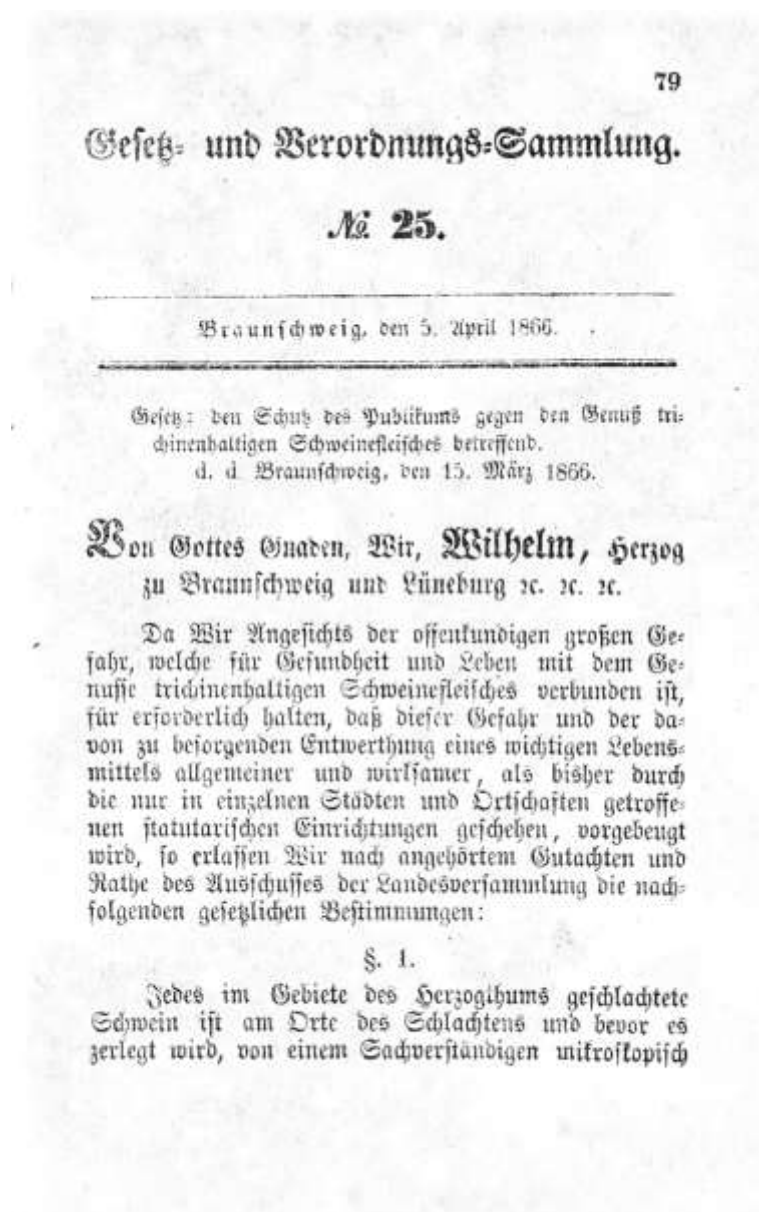 79
Gesetz- und Verordnungs-Sammlung.
№ 25.
Braunschweig, den 5. April 1866.
Gesetz: den Schutz des Publikums gegen den Genuß tri-
chinenhaltigen Schweinefleisches betreffend.
d. d. Braunschweig, den 15. März 1866.
Von Gottes Gnaden, Wir, Wilhelm, Herzog
zu Braunschweig und Lüneburg ꝛc. ꝛc. ꝛc.
Da Wir Angesichts der offenkundigen großen Ge-
fahr, welche für Gesundheit und Leben mit dem Ge-
nusse trichinenhaltigen Schweinefleisches verbunden ist,
für erforderlich halten, daß dieser Gefahr und der da-
von zu besorgenden Entwerthung eines wichtigen Lebens-
mittels allgemeiner und wirksamer, als bisher durch
die nur in einzelnen Städten und Ortschaften getroffe-
nen statutarischen Einrichtungen geschehen, vorgebeugt
wird, so erlassen Wir nach angehörtem Gutachten und
Rathe des Ausschusses der Landesversammlung die nach-
folgenden gesetzlichen Bestimmungen:
§. 1.
Jedes im Gebiete des Herzogthums geschlachtete
Schwein ist am Orte des Schlachtens und bevor es
zerlegt wird, von einem Sachverständigen mikroskopisch